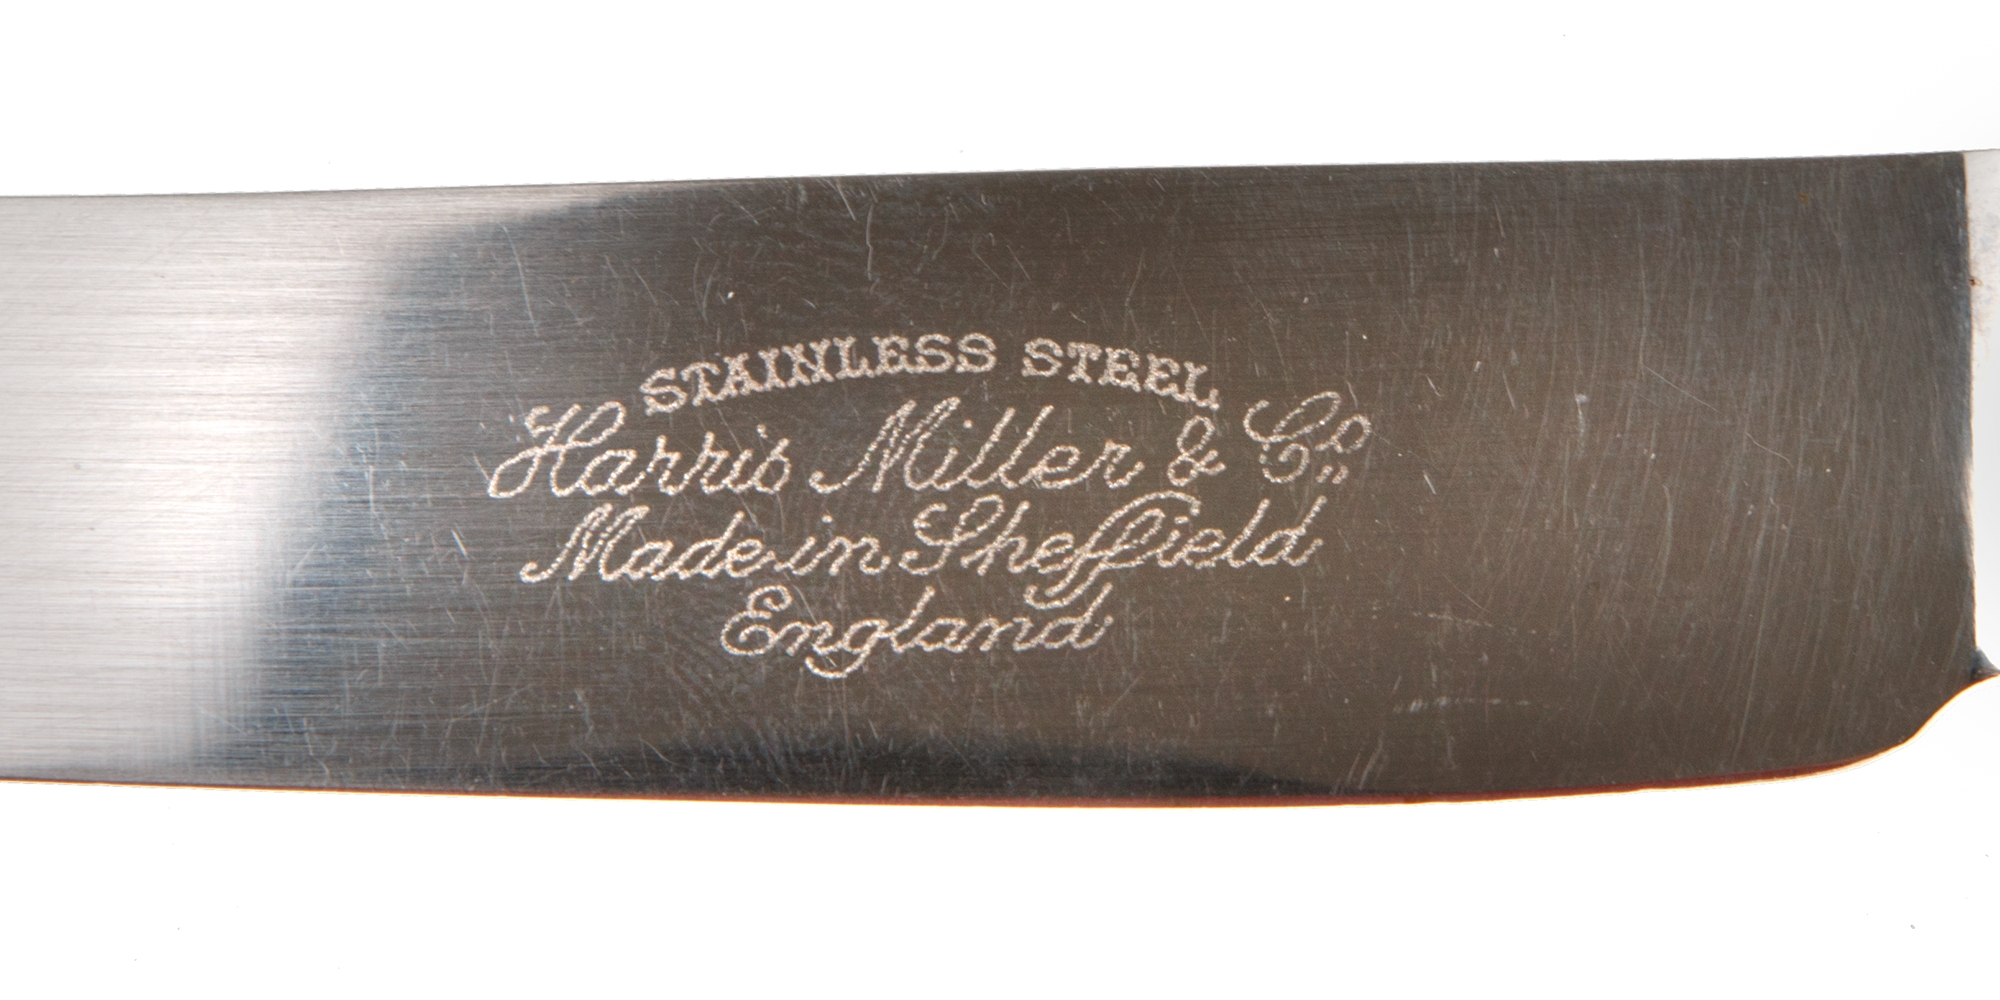 STAINLESS STEEL
Harris Miller & Co
Made in Sheffield
England